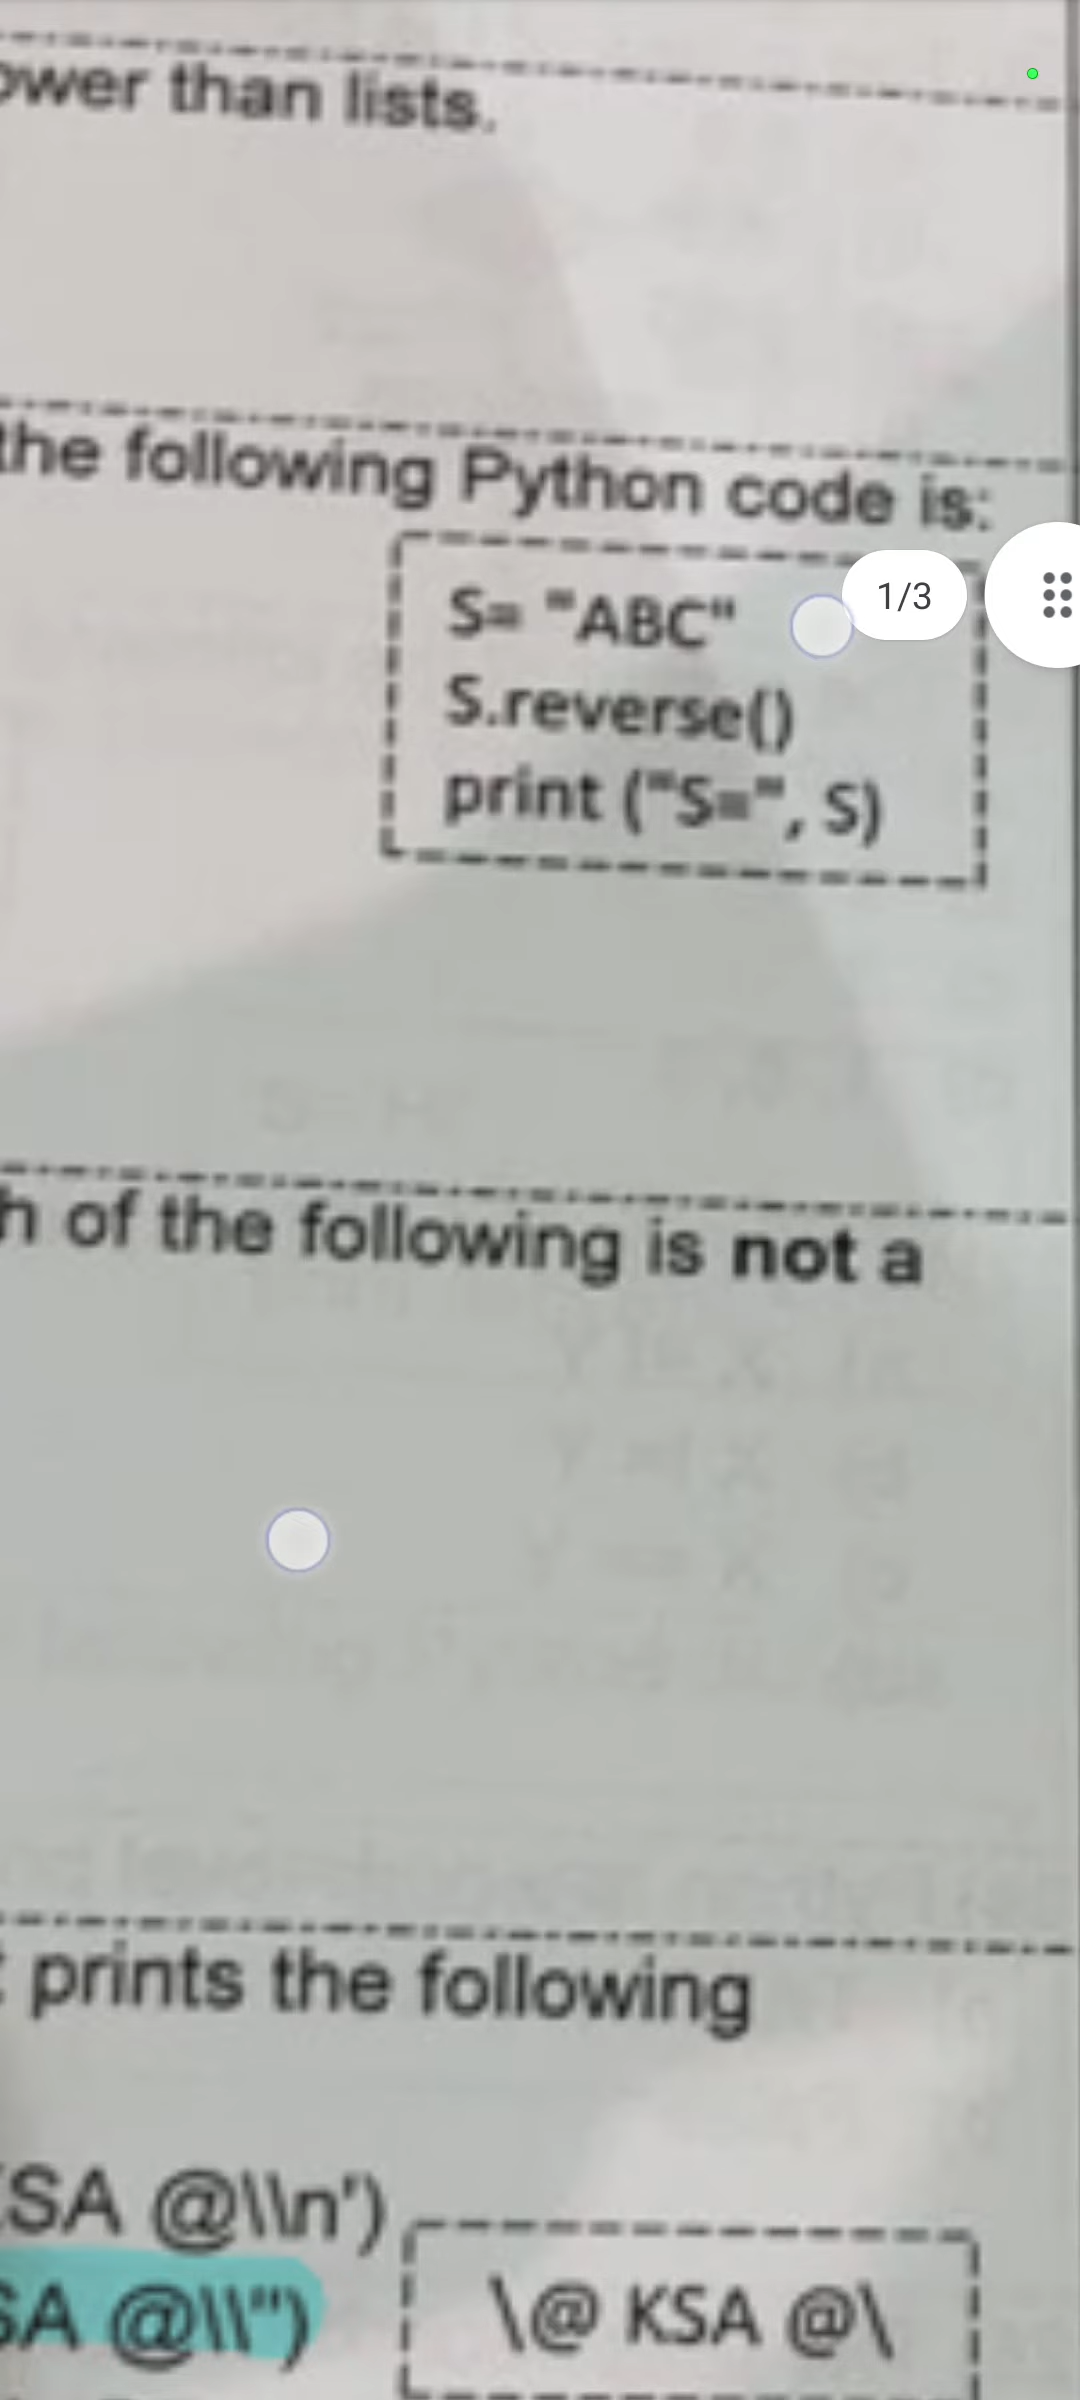 ower than lists.
the following Python code is:
S= "ABC"
1/3
S.reverse()
print ("S=", S)
h of the following is not a
prints the following
SA @\\n')
SA @\\")
\@ KSA @\